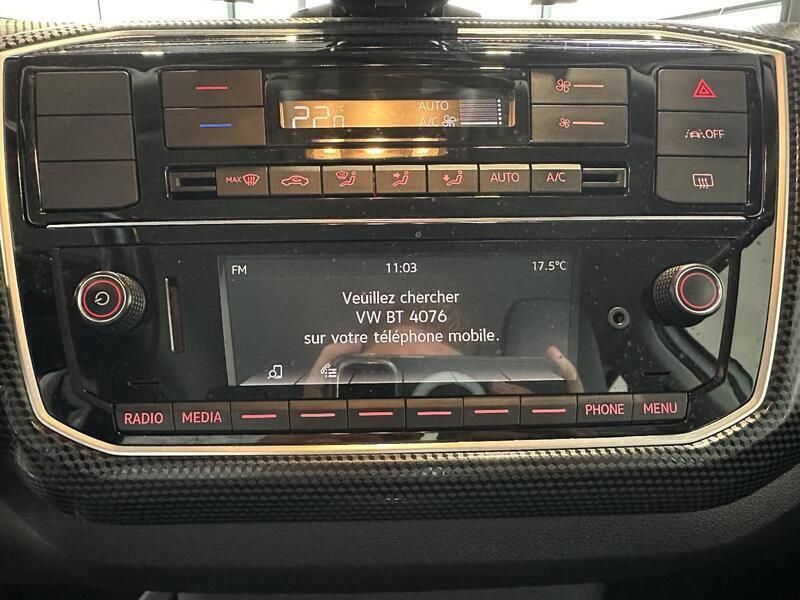 22.0 °C AUTO
A/C
OFF
MAX
AUTO A/C
FM 11:03 17.5°C
Veuillez chercher
VW BT 4076
sur votre téléphone mobile.
RADIO MEDIA PHONE MENU